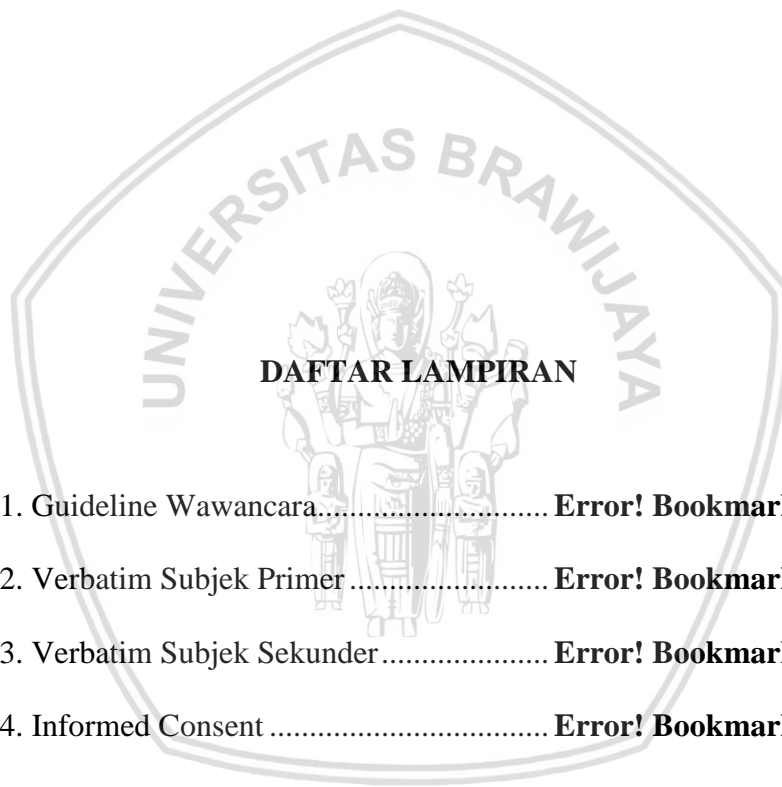 UNIVERSITAS BRAWIJAYA
DAFTAR LAMPIRAN
1. Guideline Wawancara............................ Error! Bookmark
2. Verbatim Subjek Primer........................ Error! Bookmark
3. Verbatim Subjek Sekunder.................... Error! Bookmark
4. Informed Consent.................................. Error! Bookmark